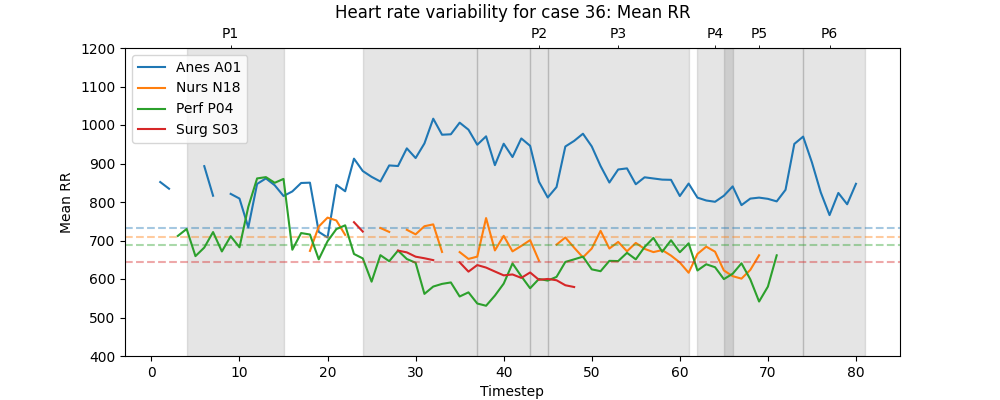 Heart rate variability for case 36: Mean RR
P1 P2 P3 P4 P5 P6
1200
1100
1000
900
800
700
600
500
400
Mean RR
Anes A01
Nurs N18
Perf P04
Surg S03
0 10 20 30 40 50 60 70 80
Timestep